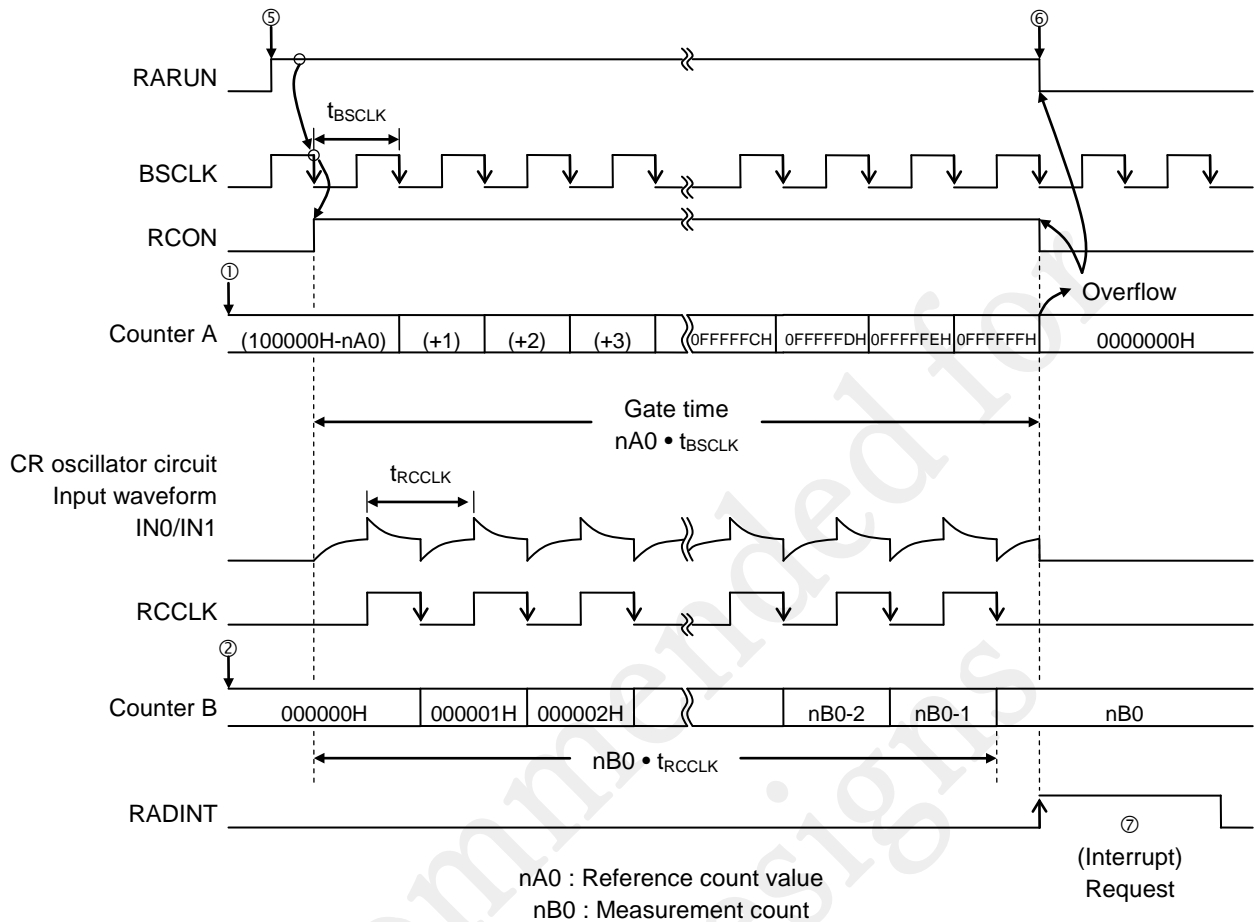 ⑤ ⑥
RARUN
tBSCLK
BSCLK
RCON
①
Overflow
Counter A (100000H-nA0) (+1) (+2) (+3) 0FFFFFCH 0FFFFFDH 0FFFFFEH 0FFFFFFH 0000000H
Gate time
nA0 • tBSCLK
CR oscillator circuit
Input waveform
IN0/IN1
tRCCLK
RCCLK
②
Counter B 000000H 000001H 000002H nB0-2 nB0-1 nB0
nB0 • tRCCLK
RADINT
⑦
(Interrupt)
Request
nA0 : Reference count value
nB0 : Measurement count